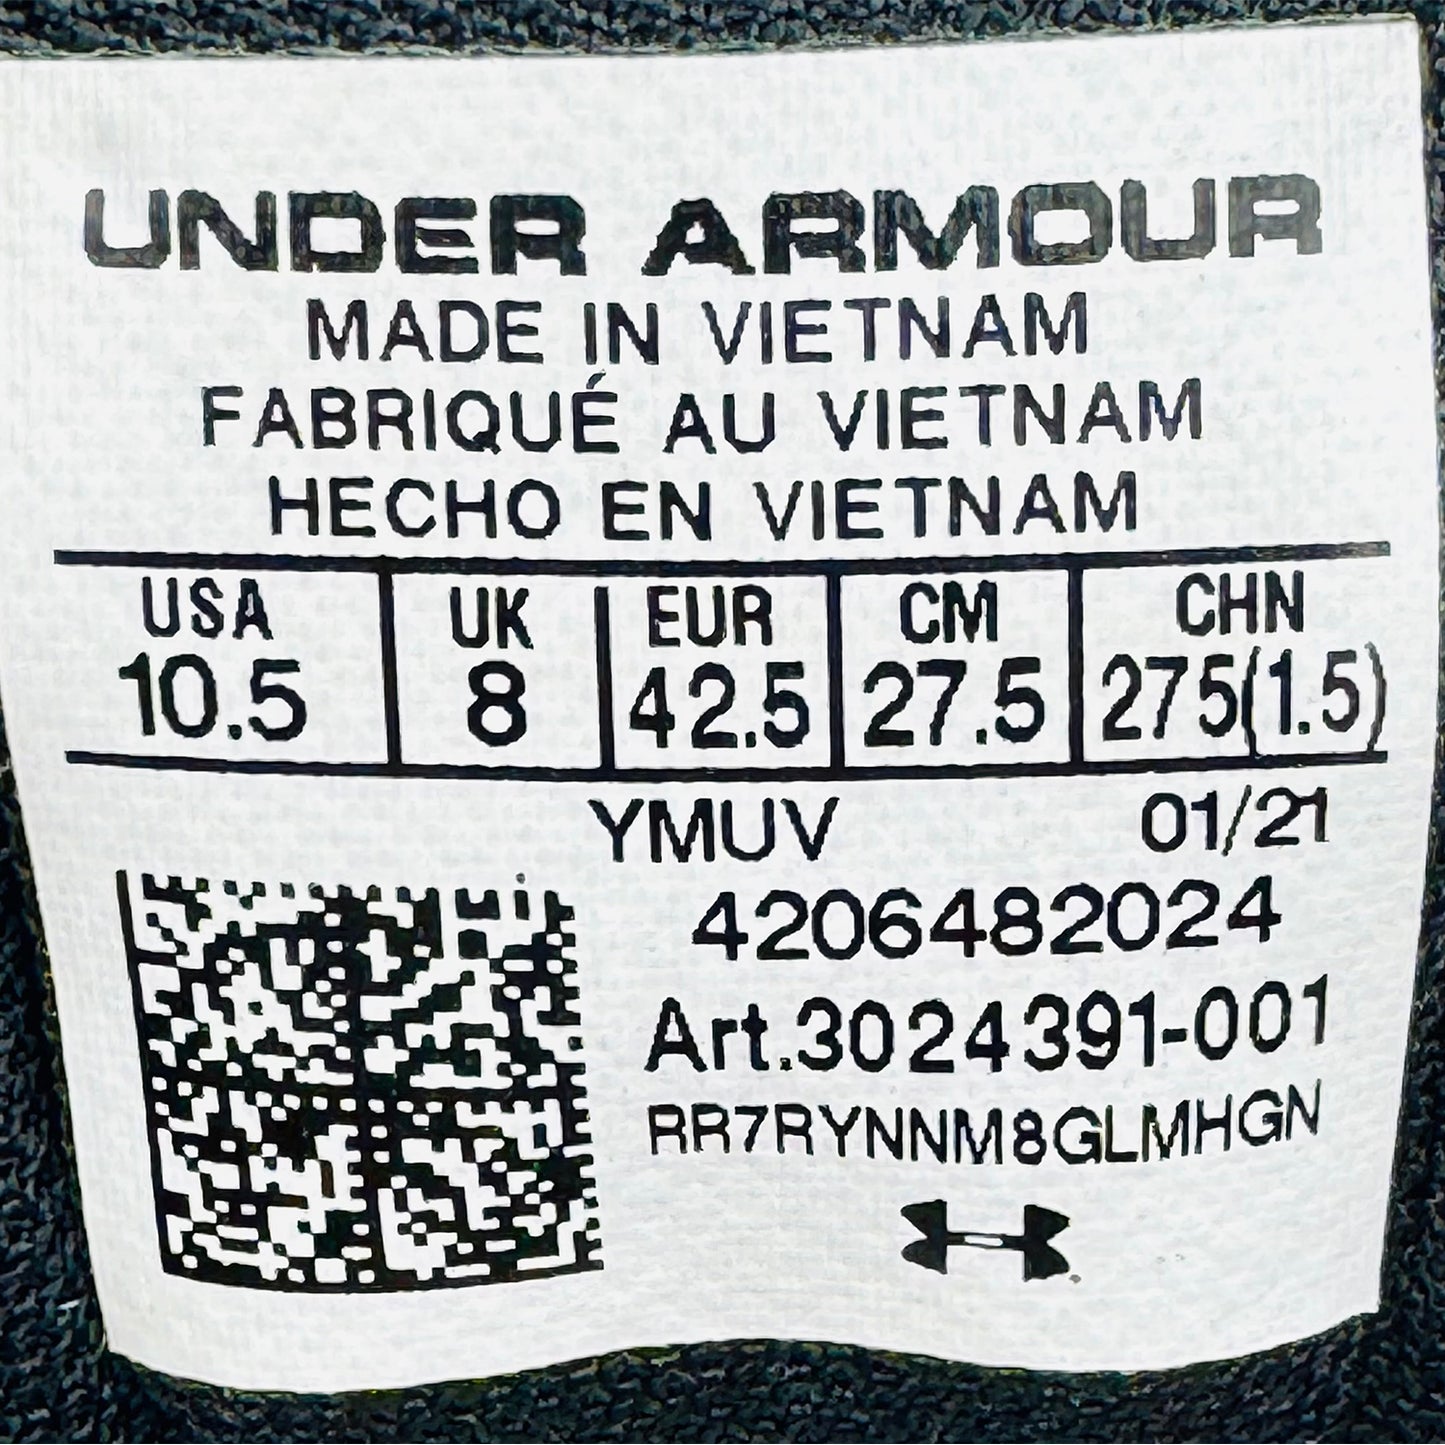 UNDER ARMOUR
MADE IN VIETNAM
FABRIQUÉ AU VIETNAM
HECHO EN VIETNAM
USA UK EUR CM CHN
10.5 8 42.5 27.5 275(1.5)
YMUV 01/21
4206482024
Art.3024391-001
RR7RYNNM8GLMHGN